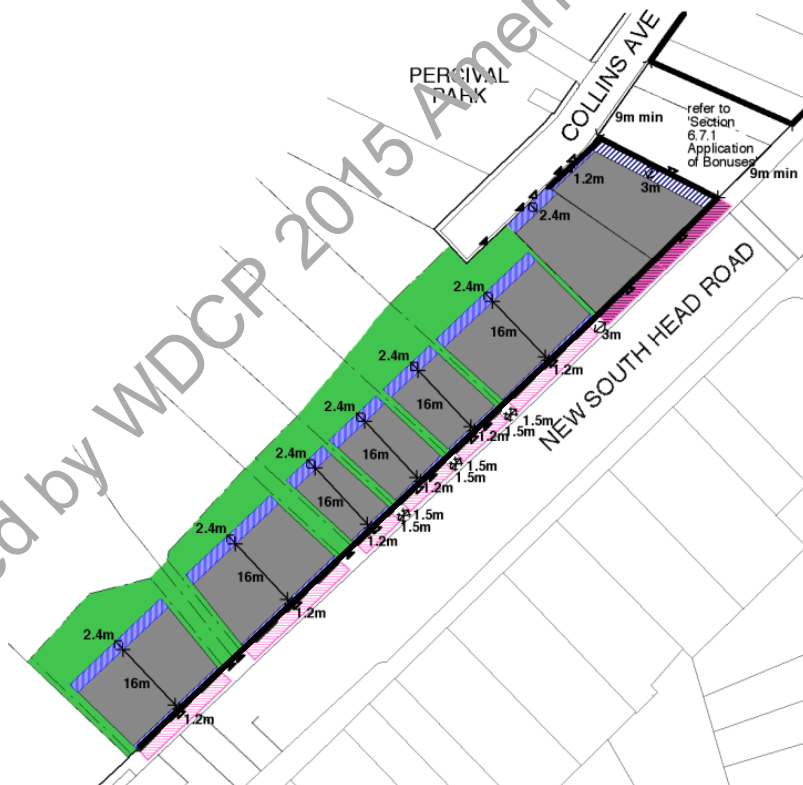 PERCIVAL
PARK
COLLINS AVE
9m min
refer to
'Section
6.7.1
Application
of Bonuses'
9m min
1.2m
3m
2.4m
2.4m
16m
3m
NEW SOUTH HEAD ROAD
2.4m
1.2m
16m
2.4m
1.5m
1.2m
1.5m
16m
2.4m
1.5m
1.5m
1.2m
16m
1.5m
1.5m
2.4m
1.2m
16m
1.2m
2.4m
16m
1.2m
ed by WDCP 2015 Amen